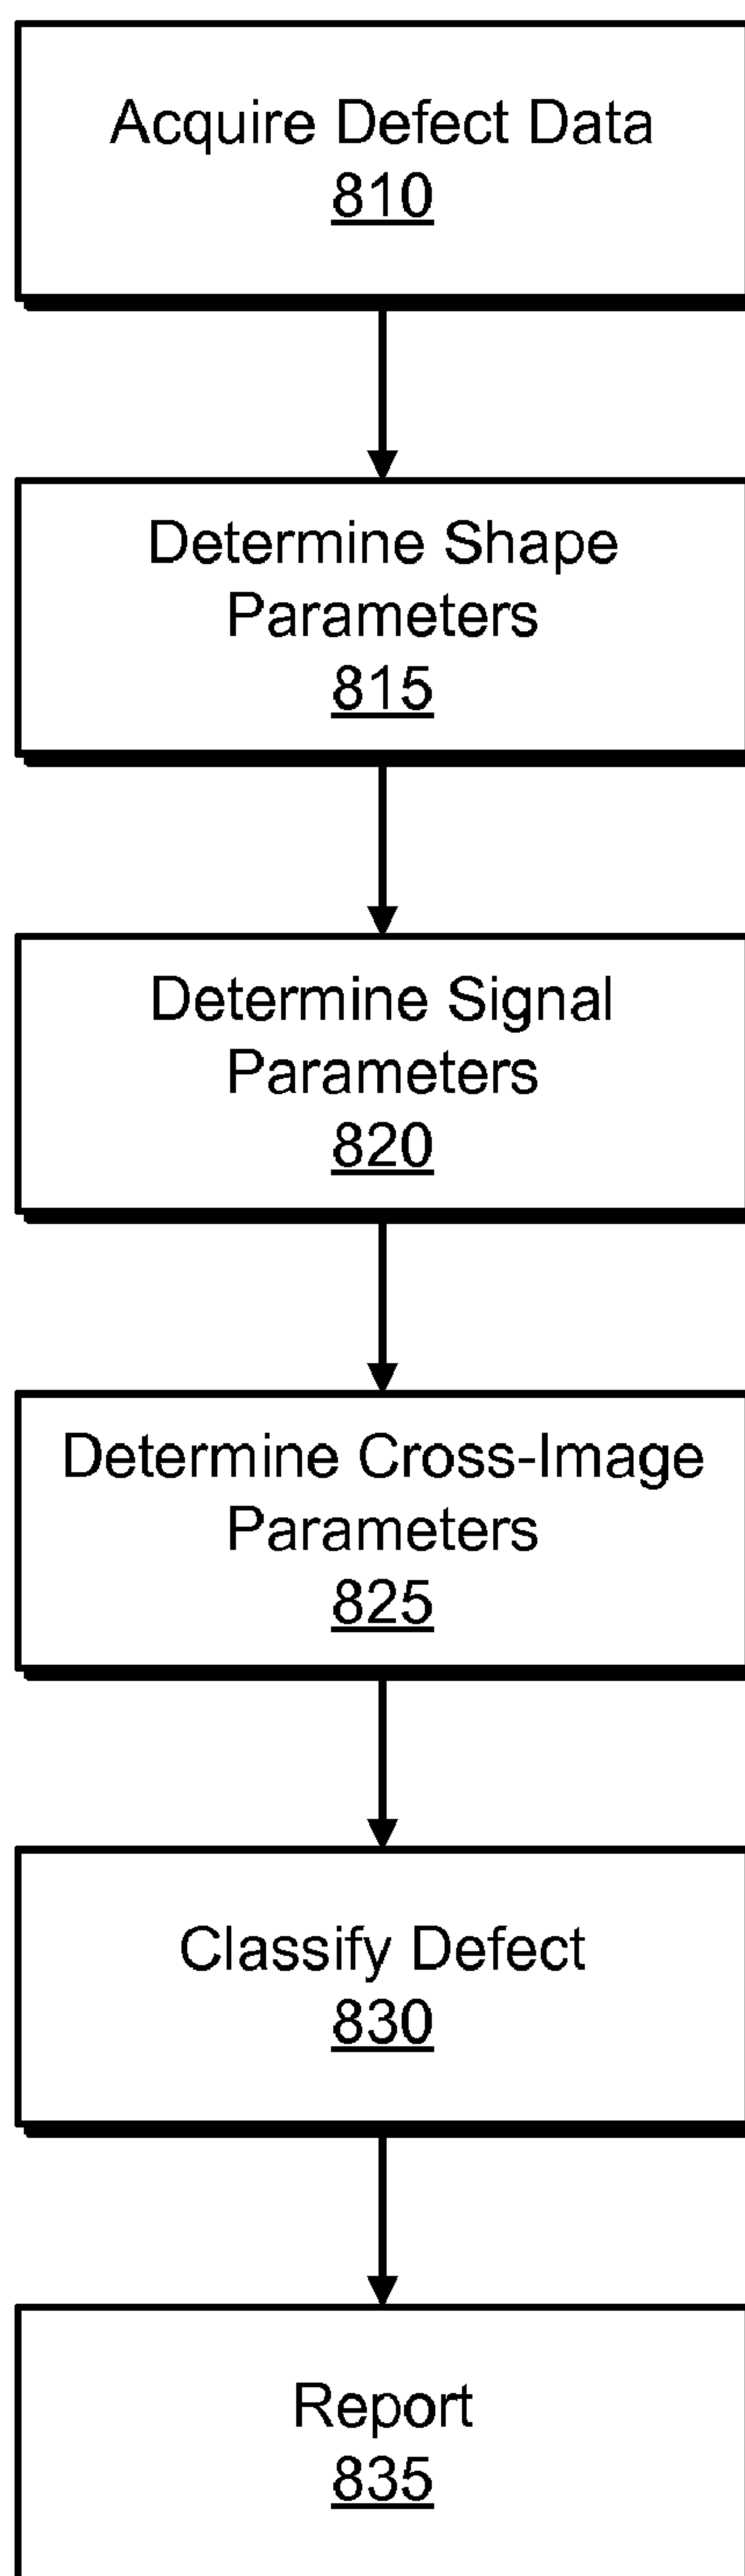 Acquire Defect Data
810
Determine Shape
Parameters
815
Determine Signal
Parameters
820
Determine Cross-Image
Parameters
825
Classify Defect
830
Report
835